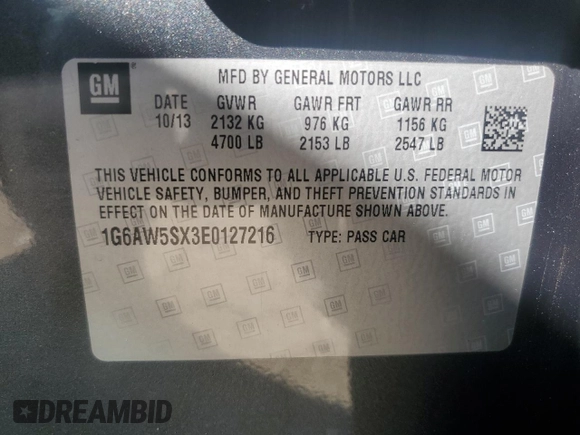 GM MFD BY GENERAL MOTORS LLC
DATE GVWR GAWR FRT GAWR RR
10/13 2132 KG 976 KG 1156 KG
4700 LB 2153 LB 2547 LB
THIS VEHICLE CONFORMS TO ALL APPLICABLE U.S. FEDERAL MOTOR
VEHICLE SAFETY, BUMPER, AND THEFT PREVENTION STANDARDS IN
EFFECT ON THE DATE OF MANUFACTURE SHOWN ABOVE.
1G6AW5SX3E0127216 TYPE: PASS CAR
DREAMBID